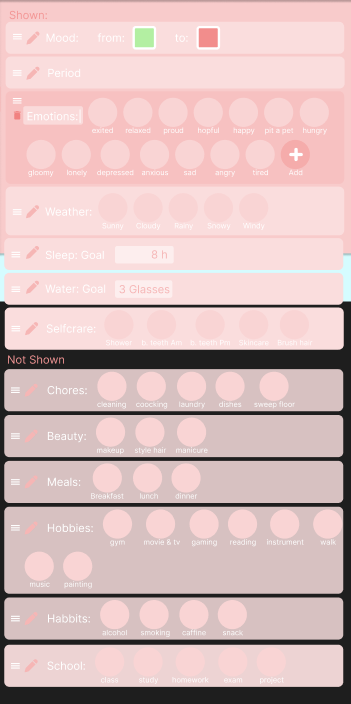 Shown:
Mood: from: to:
Period
Emotions:
exited relaxed proud hopful happy pit a pet hungry
gloomy lonely depressed anxious sad angry tired Add
Weather:
Sunny Cloudy Rainy Snowy Windy
Sleep: Goal 8 h
Water: Goal 3 Glasses
Selfcare:
Shower b. teeth Am b. teeth Pm Skincare Brush hair
Not Shown
Chores:
cleaning coocking laundry dishes sweep floor
Beauty:
makeup style hair manicure
Meals:
Breakfast lunch dinner
Hobbies:
gym movie & tv gaming reading instrument walk
music painting
Habbits:
alcohol smoking caffine snack
School:
class study homework exam project